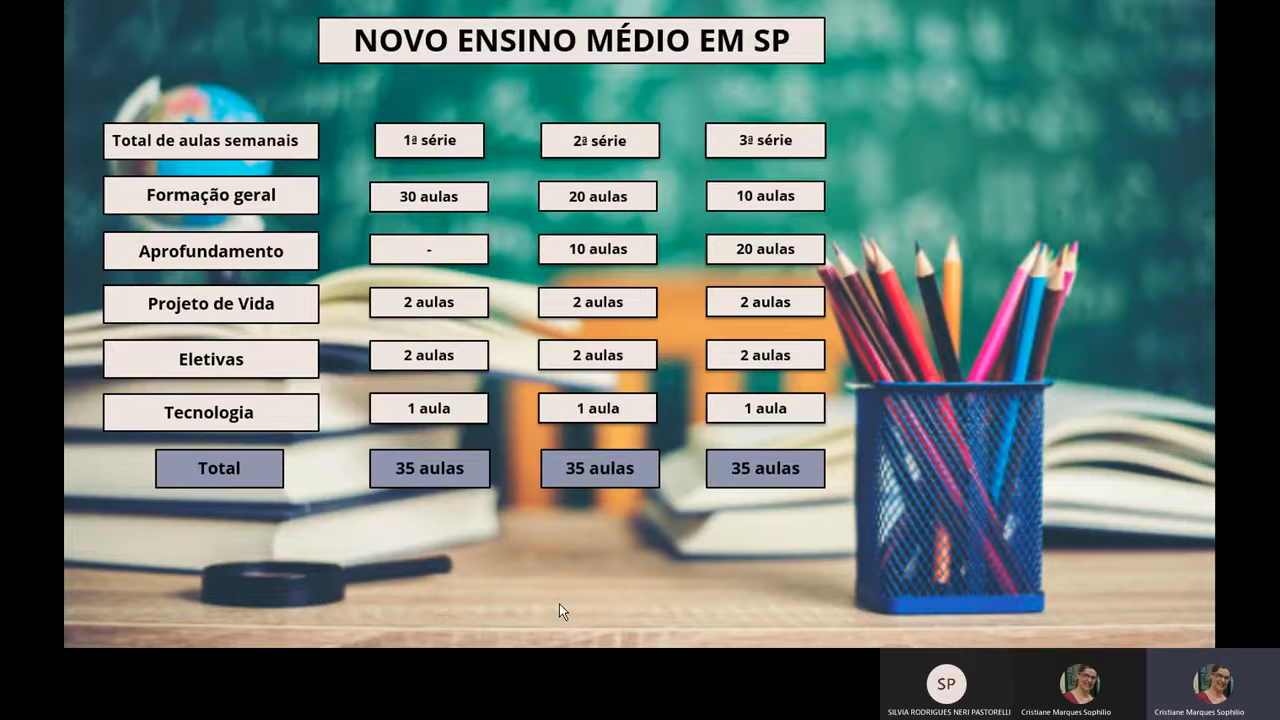 NOVO ENSINO MÉDIO EM SP
Total de aulas semanais 1ª série 2ª série 3ª série
Formação geral 30 aulas 20 aulas 10 aulas
Aprofundamento - 10 aulas 20 aulas
Projeto de Vida 2 aulas 2 aulas 2 aulas
Eletivas 2 aulas 2 aulas 2 aulas
Tecnologia 1 aula 1 aula 1 aula
Total 35 aulas 35 aulas 35 aulas
SP
SILVIA RODRIGUES NERI PASTORELLI Cristiane Marques Sophilio Cristiane Marques Sophilio